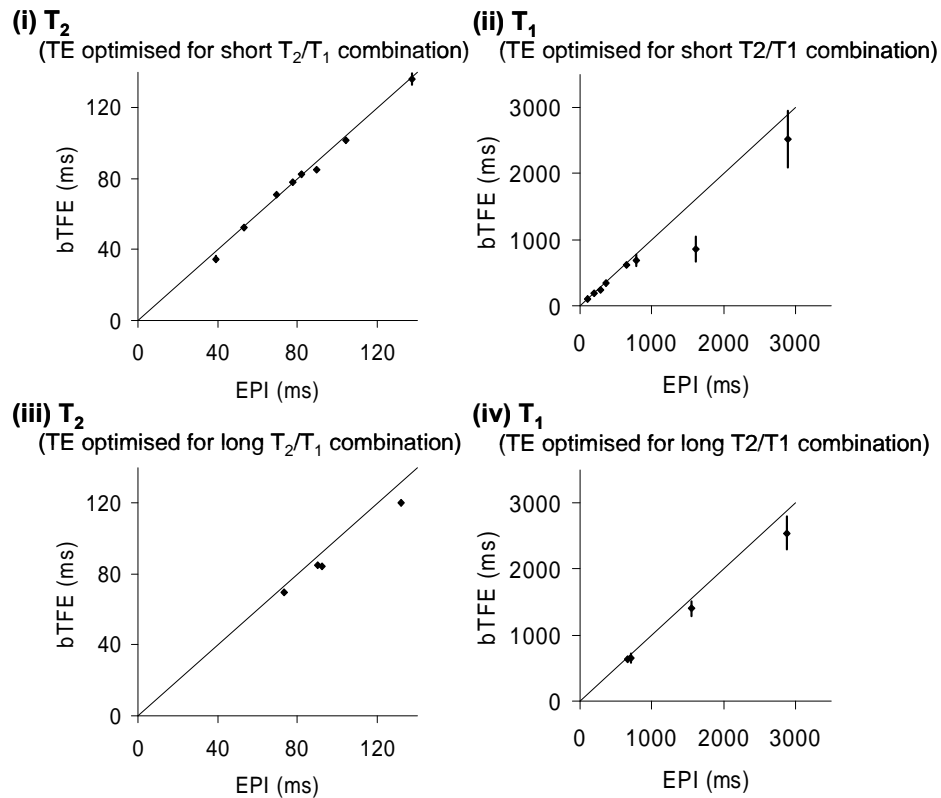 (i) T₂
(TE optimised for short T₂/T₁ combination)
120
80
40
0
bTFE (ms)
0 40 80 120
EPI (ms)
(ii) T₁
(TE optimised for short T2/T1 combination)
3000
2000
1000
0
bTFE (ms)
0 1000 2000 3000
EPI (ms)
(iii) T₂
(TE optimised for long T₂/T₁ combination)
120
80
40
0
bTFE (ms)
0 40 80 120
EPI (ms)
(iv) T₁
(TE optimised for long T2/T1 combination)
3000
2000
1000
0
bTFE (ms)
0 1000 2000 3000
EPI (ms)